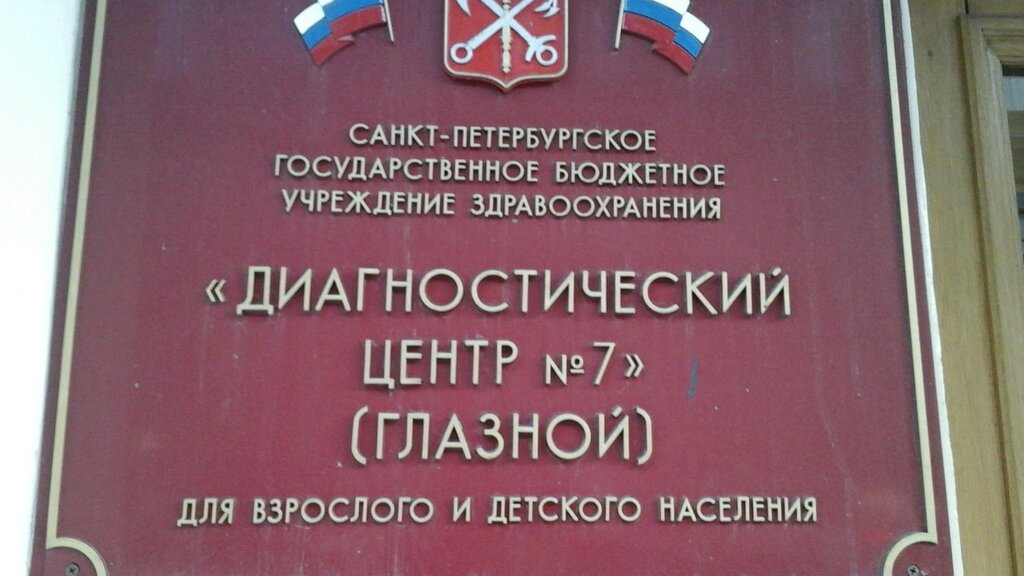 САНКТ-ПЕТЕРБУРГСКОЕ
ГОСУДАРСТВЕННОЕ БЮДЖЕТНОЕ
УЧРЕЖДЕНИЕ ЗДРАВООХРАНЕНИЯ
«ДИАГНОСТИЧЕСКИЙ
ЦЕНТР №7»
(ГЛАЗНОЙ)
ДЛЯ ВЗРОСЛОГО И ДЕТСКОГО НАСЕЛЕНИЯ